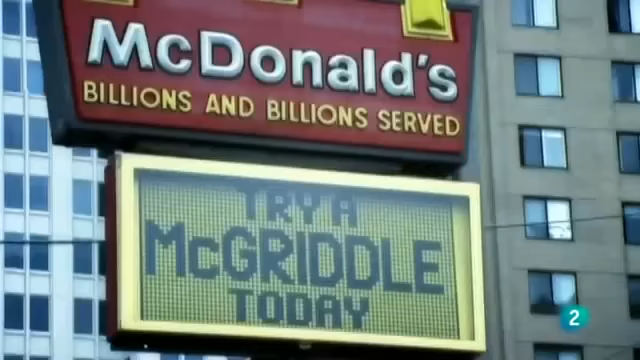 McDonald's
BILLIONS AND BILLIONS SERVED
TRY A
McGRIDDLE
TODAY
2